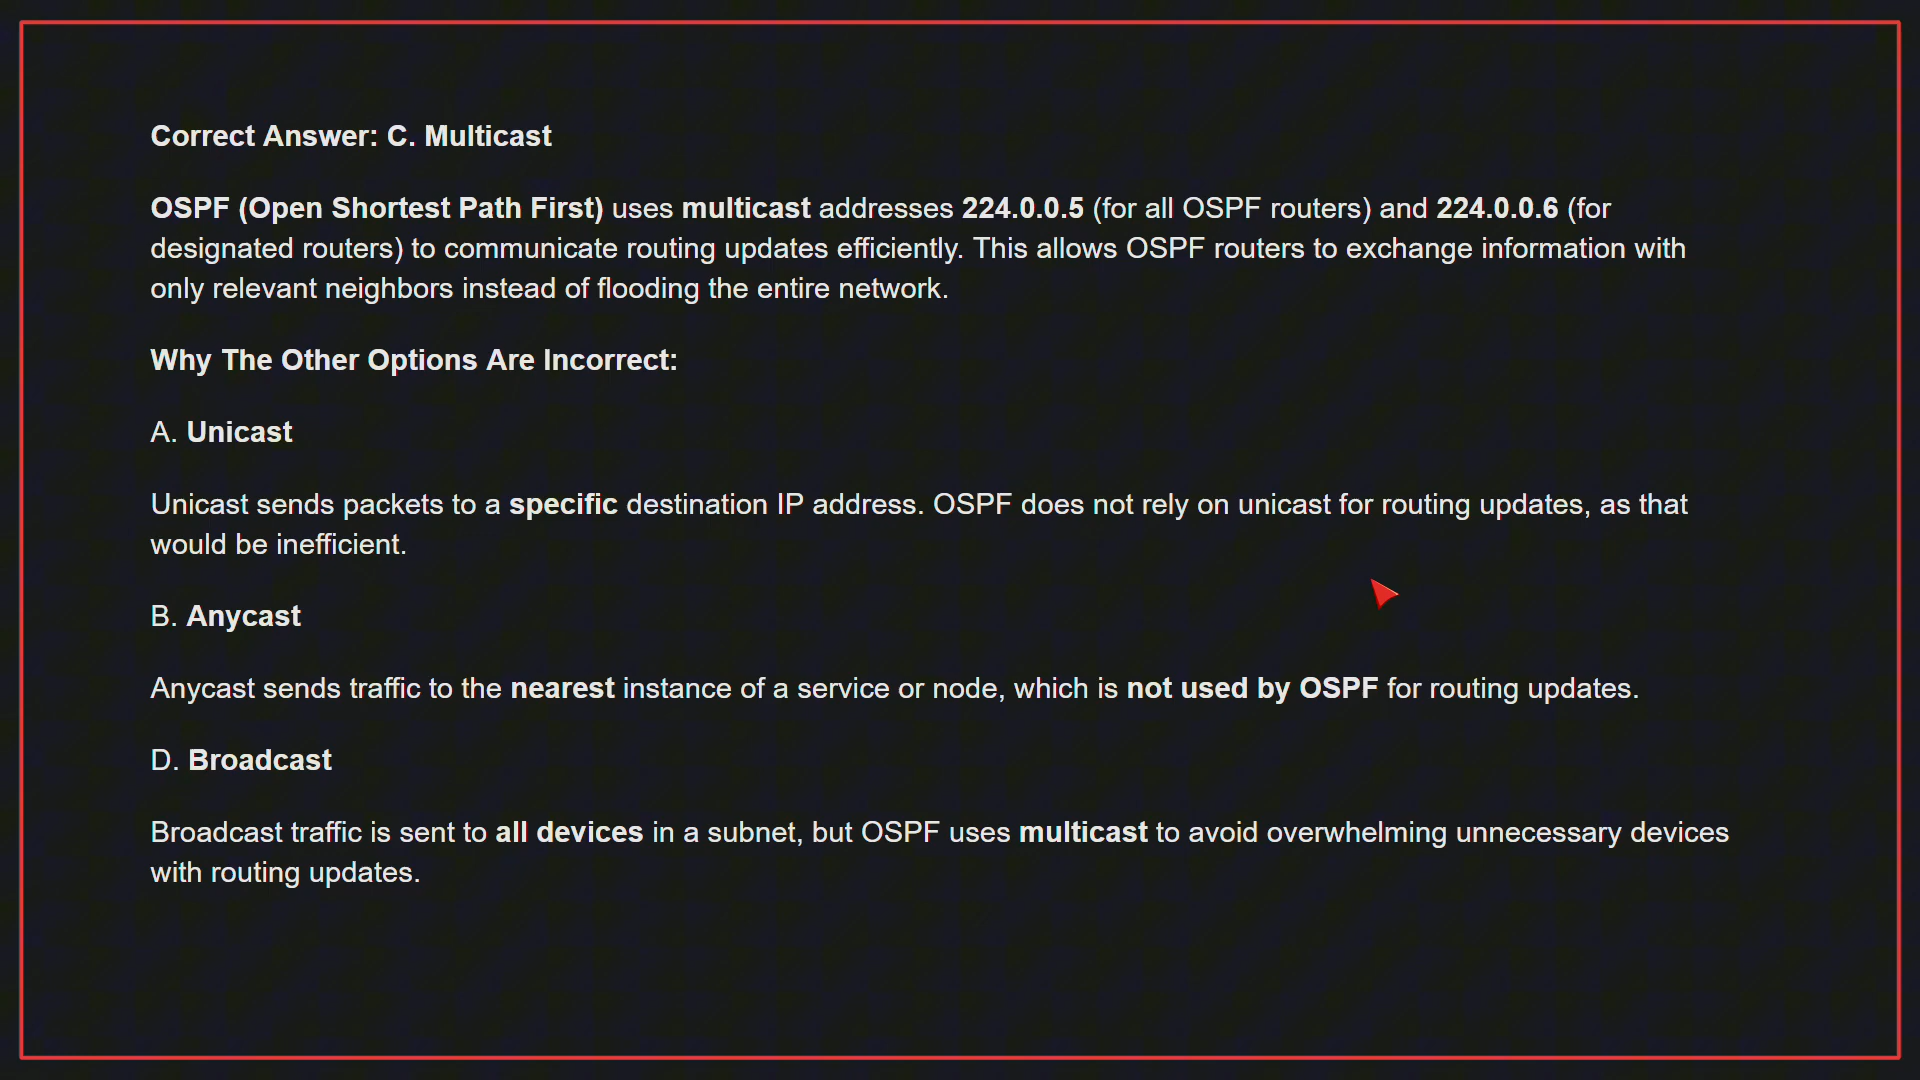 Correct Answer: C. Multicast
OSPF (Open Shortest Path First) uses multicast addresses 224.0.0.5 (for all OSPF routers) and 224.0.0.6 (for
designated routers) to communicate routing updates efficiently. This allows OSPF routers to exchange information with
only relevant neighbors instead of flooding the entire network.
Why The Other Options Are Incorrect:
A. Unicast
Unicast sends packets to a specific destination IP address. OSPF does not rely on unicast for routing updates, as that
would be inefficient.
B. Anycast
Anycast sends traffic to the nearest instance of a service or node, which is not used by OSPF for routing updates.
D. Broadcast
Broadcast traffic is sent to all devices in a subnet, but OSPF uses multicast to avoid overwhelming unnecessary devices
with routing updates.